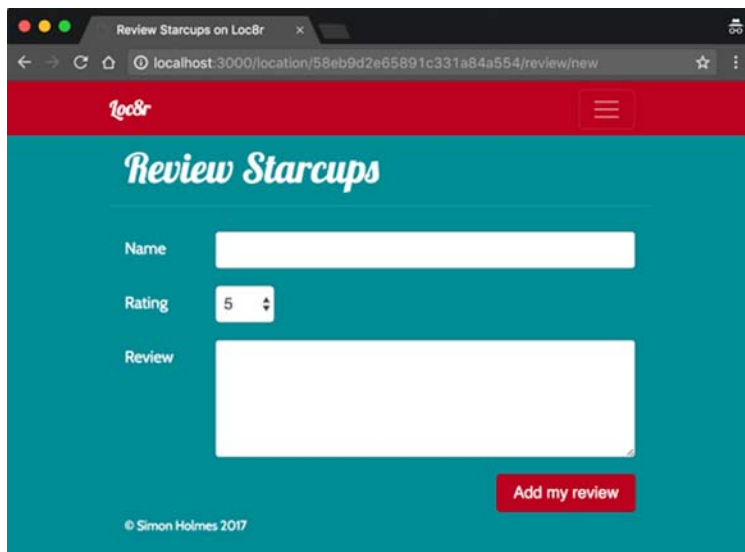 Review Starcups on Loc8r
localhost:3000/location/58eb9d2e65891c331a84a554/review/new
Loc8r
Review Starcups
Name
Rating
5
Review
Add my review
© Simon Holmes 2017